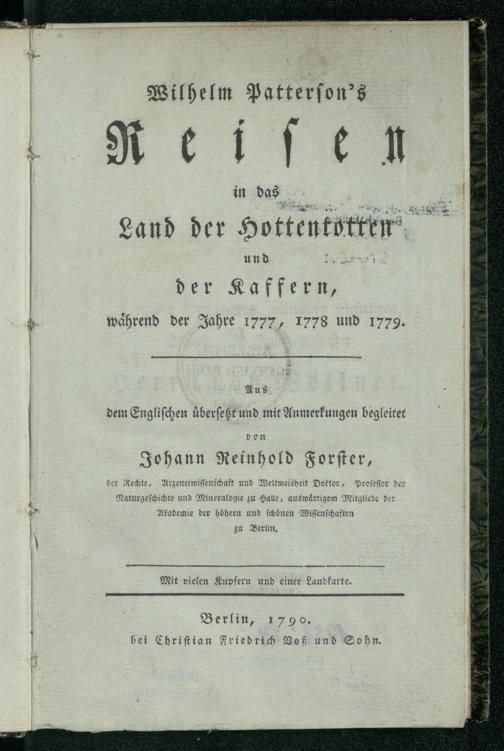 Wilhelm Patterſon's
Reiſen
in das
Land der Hottentotten
und
der Kaffern,
während der Jahre 1777, 1778 und 1779.
Aus
dem Engliſchen überſetzt und mit Anmerkungen begleitet
von
Johann Reinhold Forſter,
der Rechte, Arzeneiwiſſenſchaft und Weltweisheit Doktor, Profeſſor der
Naturgeſchichte und Mineralogie zu Halle, auswärtigem Mitgliede der
Akademie der höhern und ſchönen Wiſſenſchaften
zu Berlin.
Mit vielen Kupfern und einer Landkarte.
Berlin, 1790.
bei Chriſtian Friedrich Voß und Sohn.